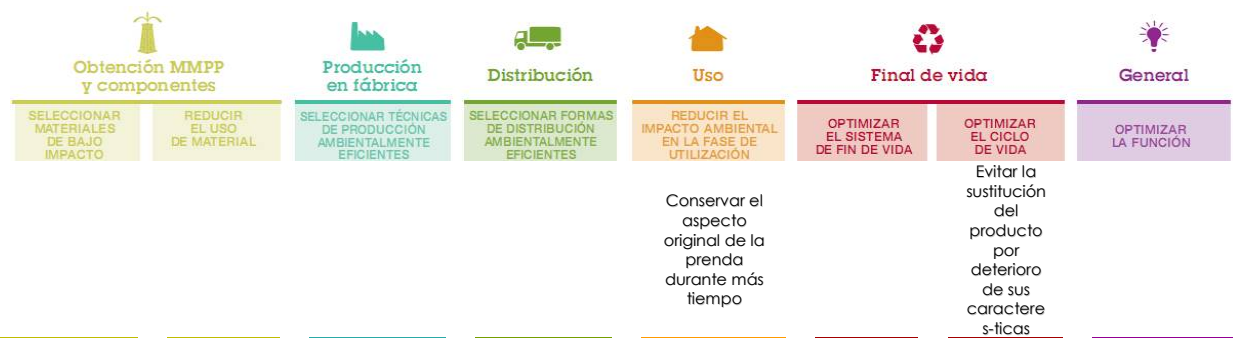 Obtención MMPP
y componentes
Producción
en fábrica
Distribución
Uso
Final de vida
General
SELECCIONAR
MATERIALES
DE BAJO
IMPACTO
REDUCIR
EL USO
DE MATERIAL
SELECCIONAR TÉCNICAS
DE PRODUCCIÓN
AMBIENTALMENTE
EFICIENTES
SELECCIONAR FORMAS
DE DISTRIBUCIÓN
AMBIENTALMENTE
EFICIENTES
REDUCIR EL
IMPACTO AMBIENTAL
EN LA FASE DE
UTILIZACIÓN
OPTIMIZAR
EL SISTEMA
DE FIN DE VIDA
OPTIMIZAR
EL CICLO
DE VIDA
OPTIMIZAR
LA FUNCIÓN
Conservar el
aspecto
original de la
prenda
durante más
tiempo
Evitar la
sustitución
del
producto
por
deterioro
de sus
caractere
s-ticas